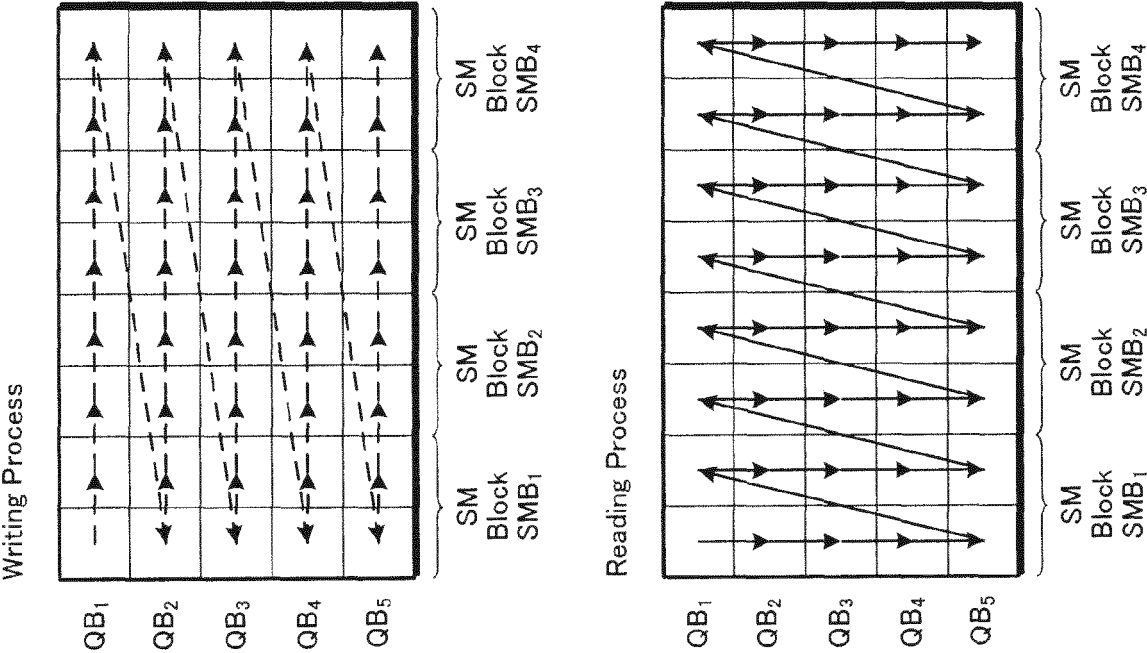 Writing Process
QB₁
QB₂
QB₃
QB₄
QB₅
SM
Block
SMB₁
SM
Block
SMB₂
SM
Block
SMB₃
SM
Block
SMB₄
Reading Process
QB₁
QB₂
QB₃
QB₄
QB₅
SM
Block
SMB₁
SM
Block
SMB₂
SM
Block
SMB₃
SM
Block
SMB₄